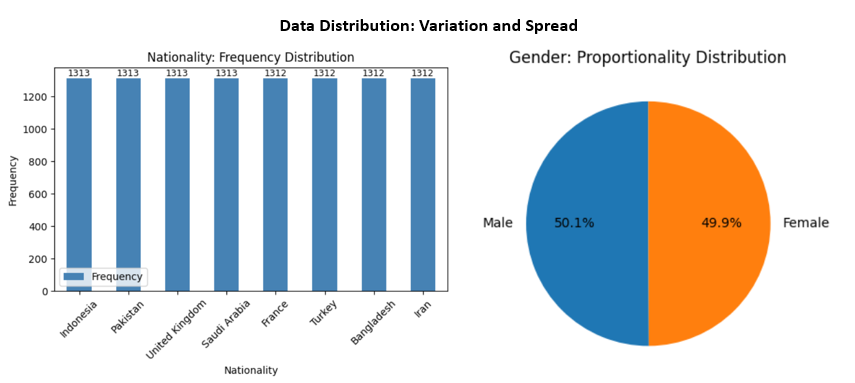 Data Distribution: Variation and Spread
Nationality: Frequency Distribution
1313 1313 1313 1313 1312 1312 1312 1312
1200
1000
800
600
400
200
0
Frequency
Frequency
Indonesia
Pakistan
United Kingdom
Saudi Arabia
France
Turkey
Bangladesh
Iran
Nationality
Gender: Proportionality Distribution
Male
50.1%
49.9%
Female